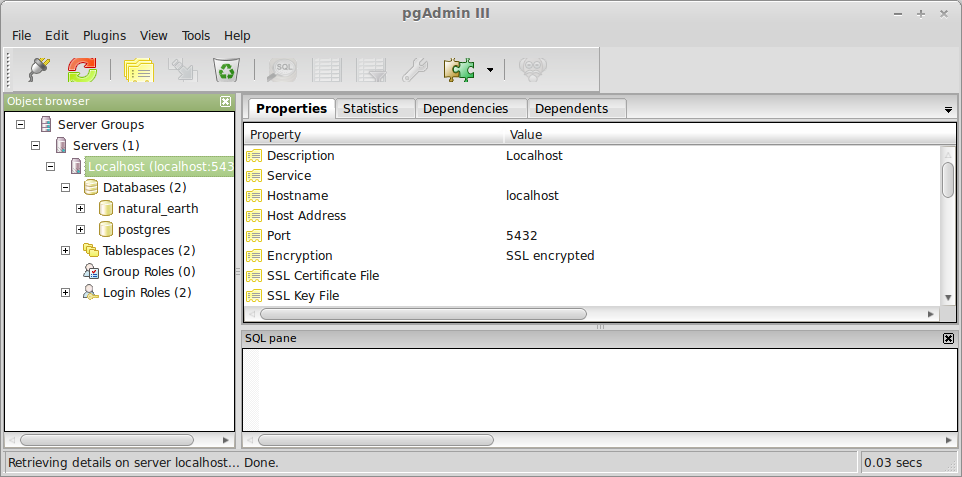 pgAdmin III
File Edit Plugins View Tools Help
SQL
Object browser
Server Groups
Servers (1)
Localhost (localhost:543
Databases (2)
natural_earth
postgres
Tablespaces (2)
Group Roles (0)
Login Roles (2)
Properties Statistics Dependencies Dependents
Property Value
Description Localhost
Service
Hostname localhost
Host Address
Port 5432
Encryption SSL encrypted
SSL Certificate File
SSL Key File
SQL pane
Retrieving details on server localhost... Done. 0.03 secs